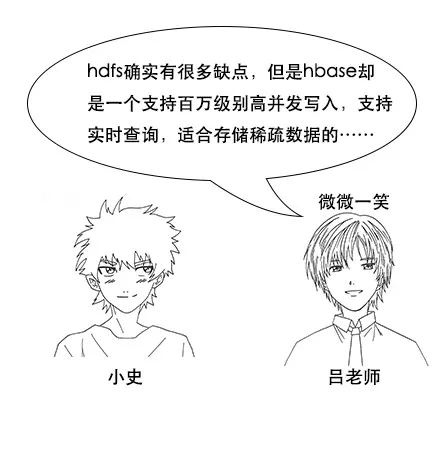 hdfs确实有很多缺点，但是hbase却
是一个支持百万级别高并发写入，支持
实时查询，适合存储稀疏数据的……
微微一笑
小史
吕老师